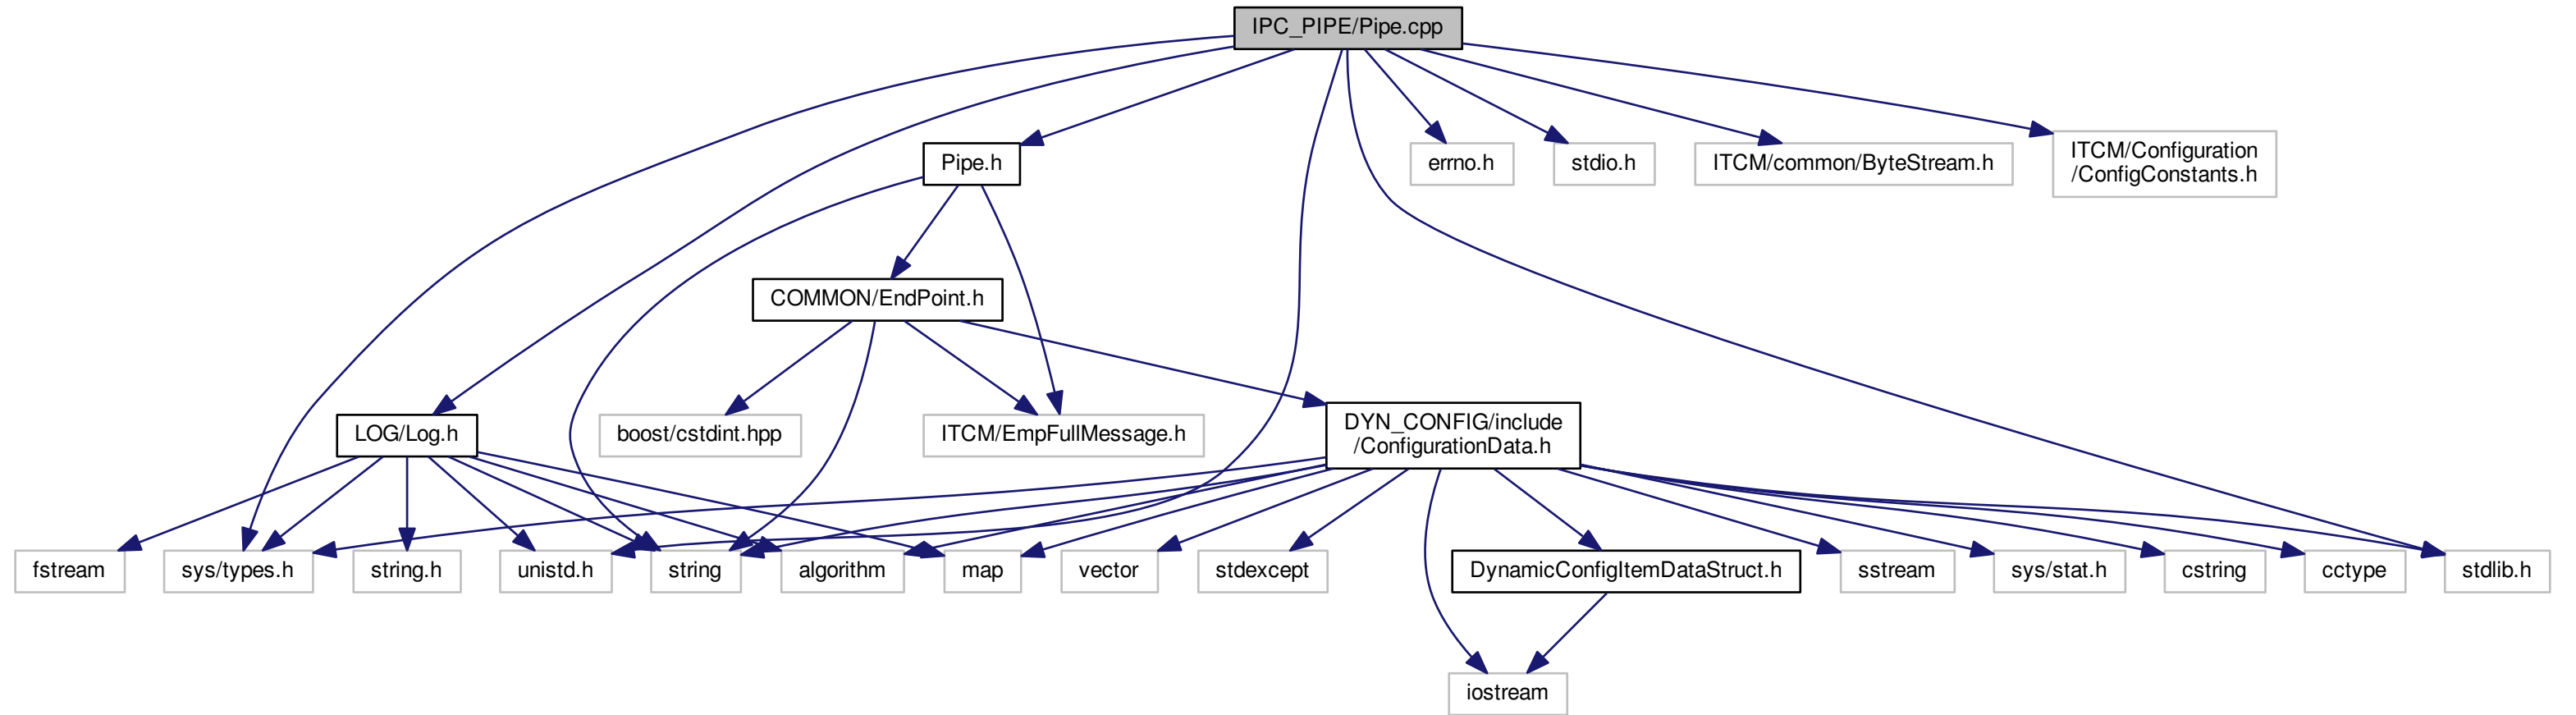 IPC_PIPE/Pipe.cpp
Pipe.h
errno.h
stdio.h
ITCM/common/ByteStream.h
ITCM/Configuration
/ConfigConstants.h
COMMON/EndPoint.h
LOG/Log.h
boost/cstdint.hpp
ITCM/EmpFullMessage.h
DYN_CONFIG/include
/ConfigurationData.h
fstream
sys/types.h
string.h
unistd.h
string
algorithm
map
vector
stdexcept
DynamicConfigItemDataStruct.h
sstream
sys/stat.h
cstring
cctype
stdlib.h
iostream